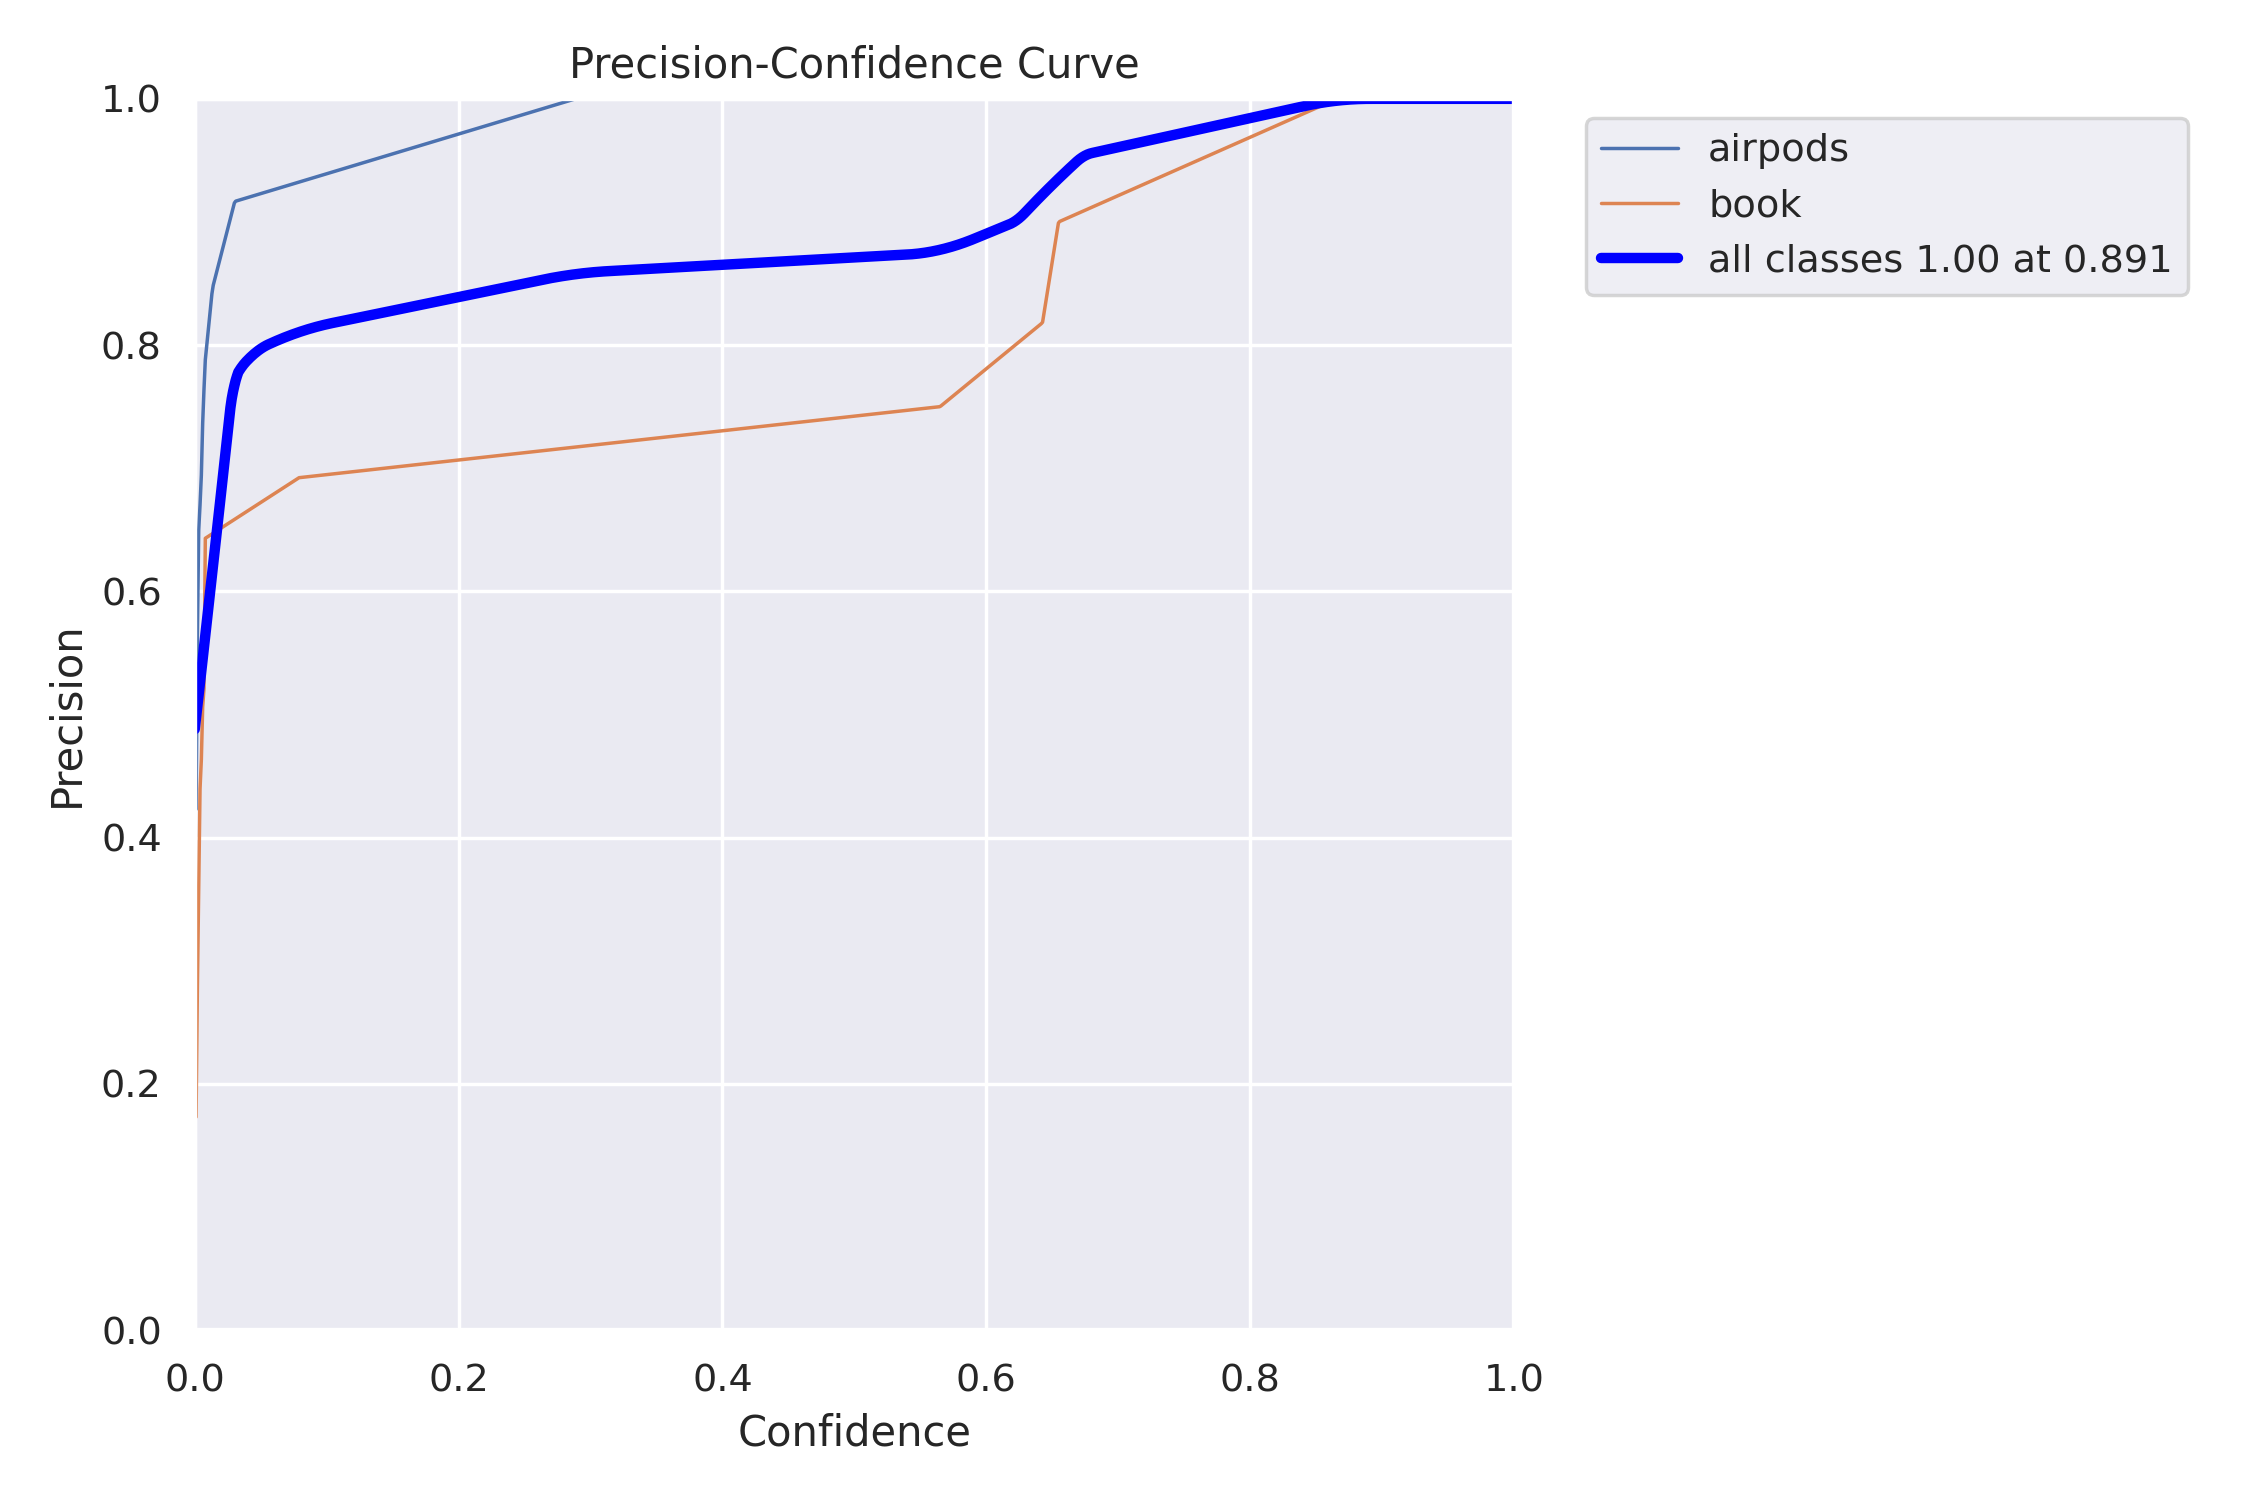 Precision-Confidence Curve
1.0
0.8
0.6
0.4
0.2
0.0
Precision
0.0 0.2 0.4 0.6 0.8 1.0
Confidence
airpods
book
all classes 1.00 at 0.891